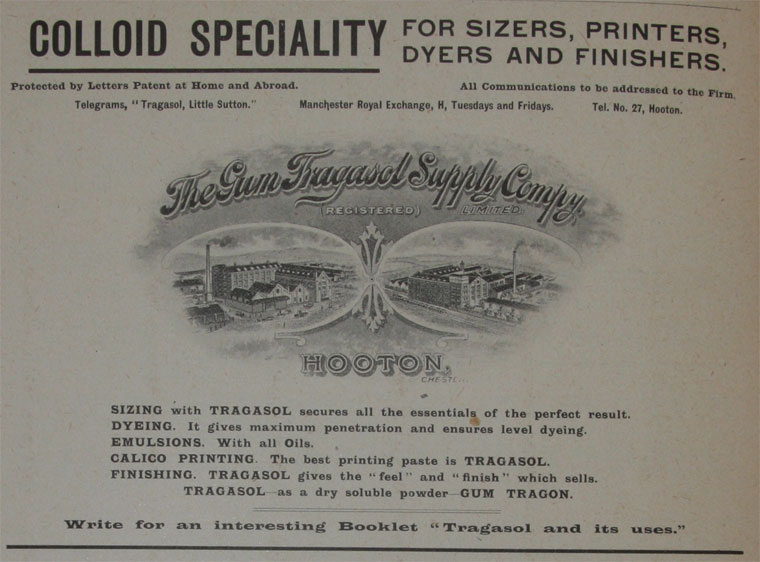 COLLOID SPECIALITY FOR SIZERS, PRINTERS,
DYERS AND FINISHERS.
Protected by Letters Patent at Home and Abroad. All Communications to be addressed to the Firm.
Telegrams, "Tragasol, Little Sutton." Manchester Royal Exchange, H, Tuesdays and Fridays. Tel. No. 27, Hooton.
The Gum Tragasol Supply Compy.
(REGISTERED) LIMITED.
HOOTON,
SIZING with TRAGASOL secures all the essentials of the perfect result.
DYEING. It gives maximum penetration and ensures level dyeing.
EMULSIONS. With all Oils.
CALICO PRINTING. The best printing paste is TRAGASOL.
FINISHING. TRAGASOL gives the "feel" and "finish" which sells.
TRAGASOL—as a dry soluble powder—GUM TRAGON.
Write for an interesting Booklet "Tragasol and its uses."